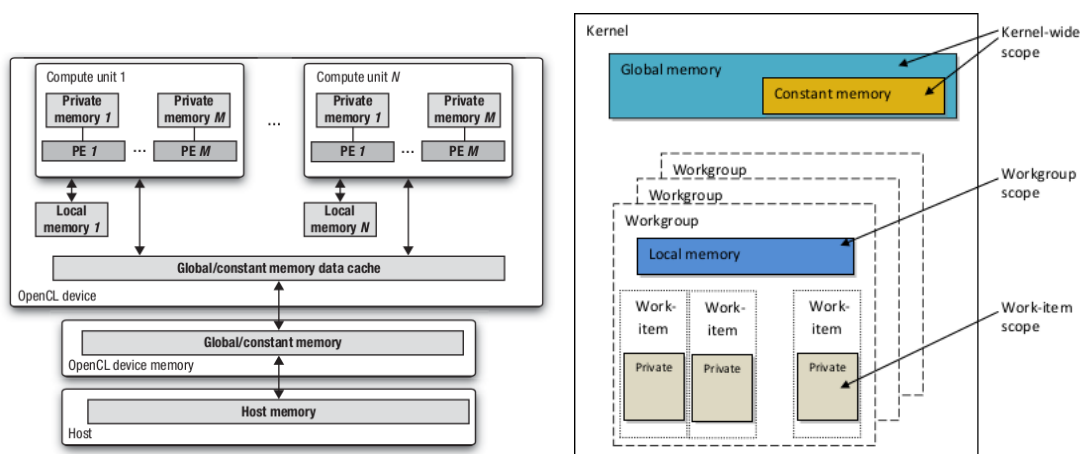 Compute unit 1
Private
memory 1
Private
memory M
PE 1
...
PE M
Local
memory 1
...
Compute unit N
Private
memory 1
Private
memory M
PE 1
...
PE M
Local
memory N
Global/constant memory data cache
OpenCL device
Global/constant memory
OpenCL device memory
Host memory
Host
Kernel
Global memory
Constant memory
Kernel-wide
scope
Workgroup
Workgroup
Workgroup
Local memory
Workgroup
scope
Work-
item
Private
Work-
item
Private
Work-
item
Private
Work-item
scope